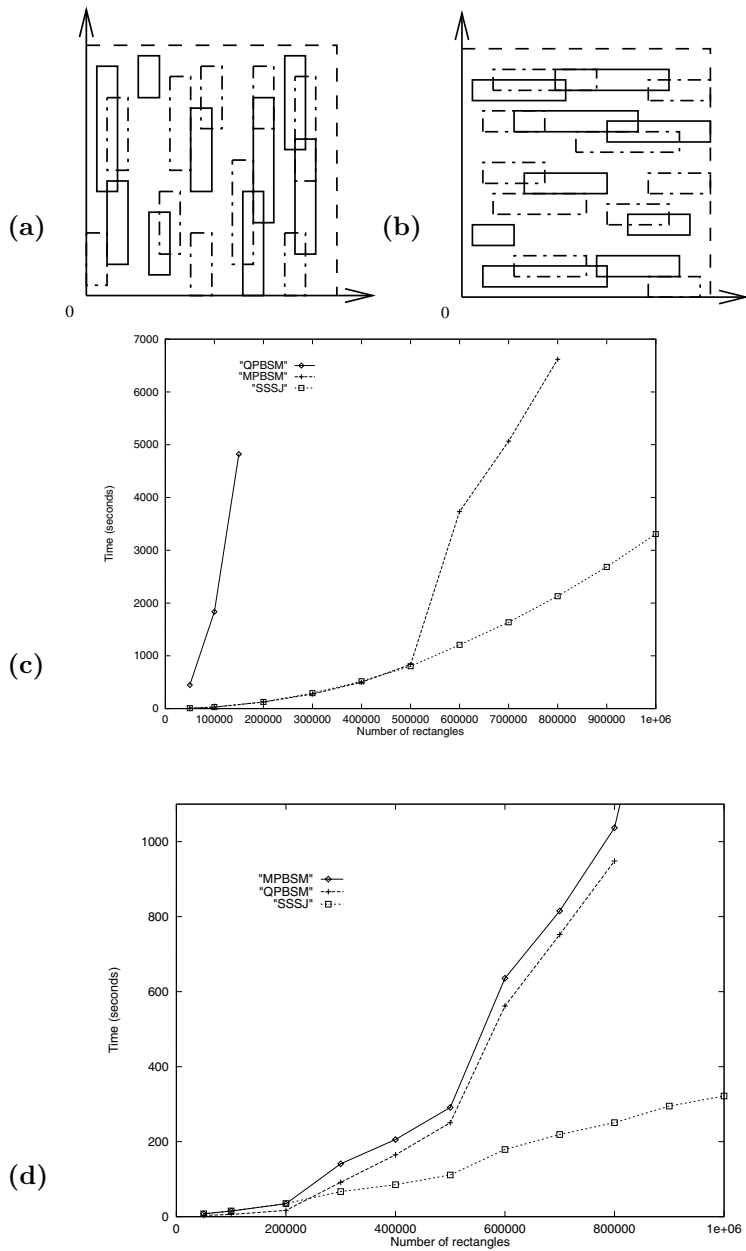 (a)
0
(b)
0
(c)
Time (seconds)
7000
6000
5000
4000
3000
2000
1000
0
"QPBSM"
"MPBSM"
"SSSJ"
100000 200000 300000 400000 500000 600000 700000 800000 900000 1e+06
Number of rectangles
(d)
Time (seconds)
1000
800
600
400
200
0
"MPBSM"
"QPBSM"
"SSSJ"
0 200000 400000 600000 800000 1e+06
Number of rectangles